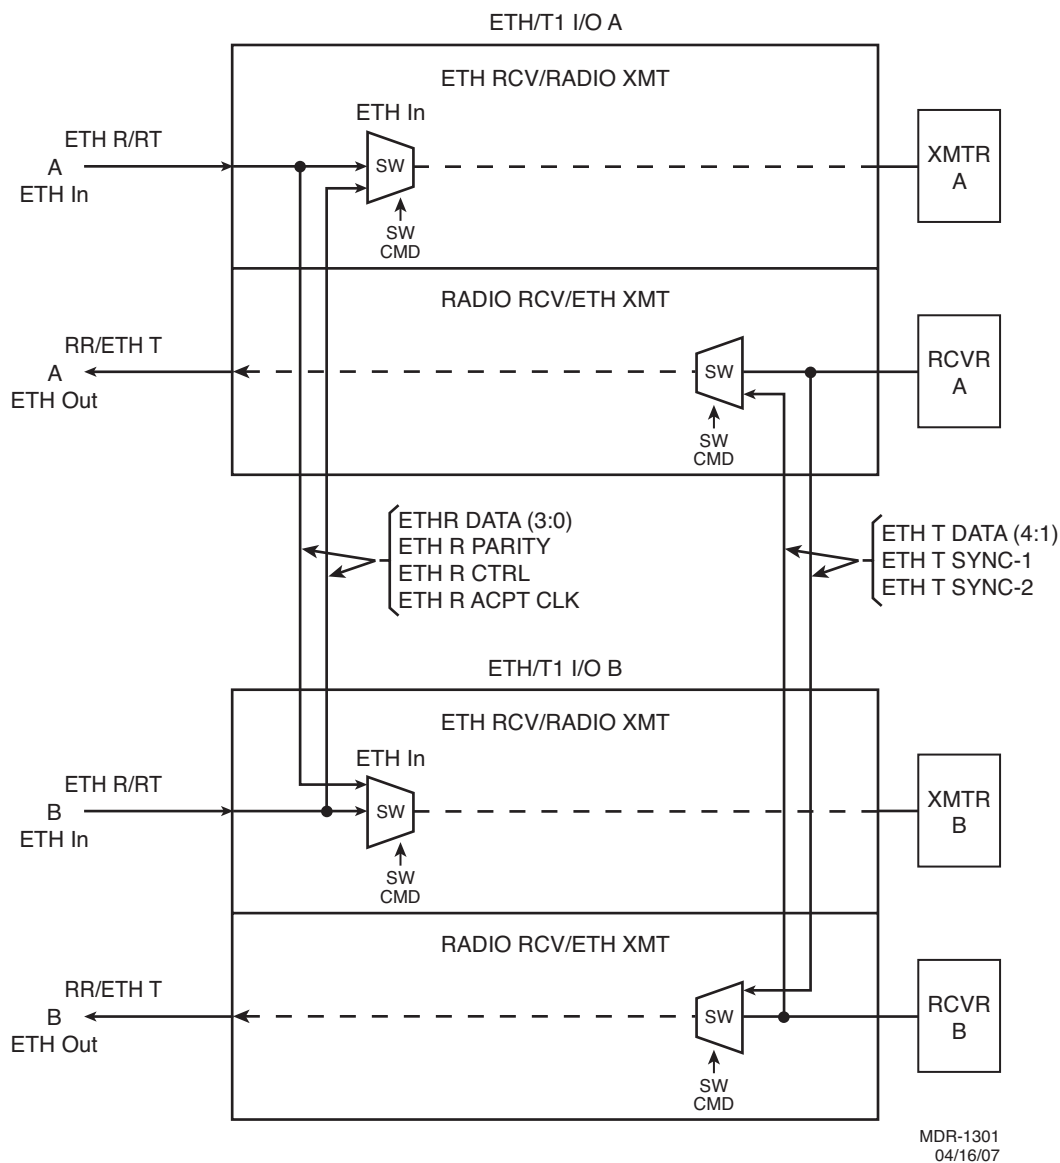 ETH/T1 I/O A
ETH RCV/RADIO XMT
ETH In
ETH R/RT
A
ETH In
SW
SW
CMD
XMTR
A
RADIO RCV/ETH XMT
RR/ETH T
A
ETH Out
SW
SW
CMD
RCVR
A
ETHR DATA (3:0)
ETH R PARITY
ETH R CTRL
ETH R ACPT CLK
ETH T DATA (4:1)
ETH T SYNC-1
ETH T SYNC-2
ETH/T1 I/O B
ETH RCV/RADIO XMT
ETH In
ETH R/RT
B
ETH In
SW
SW
CMD
XMTR
B
RADIO RCV/ETH XMT
RR/ETH T
B
ETH Out
SW
SW
CMD
RCVR
B
MDR-1301
04/16/07